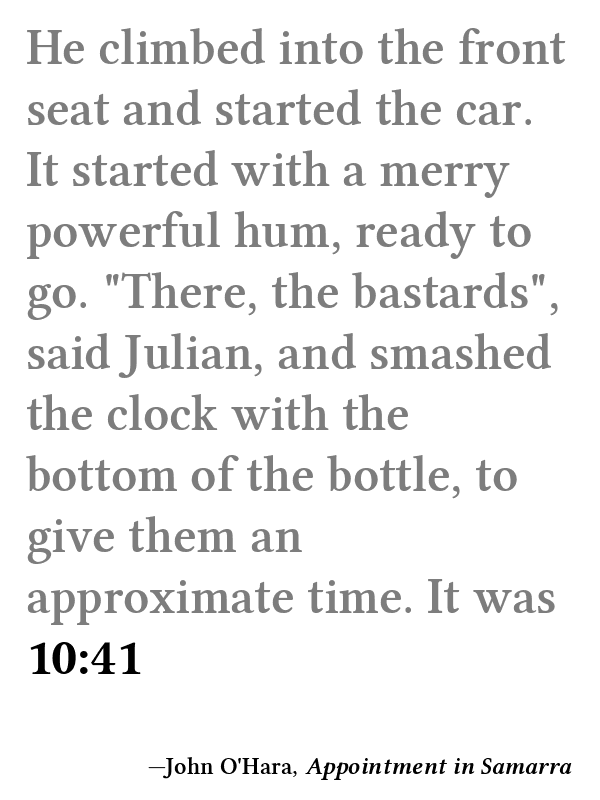 He climbed into the front
seat and started the car.
It started with a merry
powerful hum, ready to
go. "There, the bastards",
said Julian, and smashed
the clock with the
bottom of the bottle, to
give them an
approximate time. It was
10:41
—John O'Hara, Appointment in Samarra